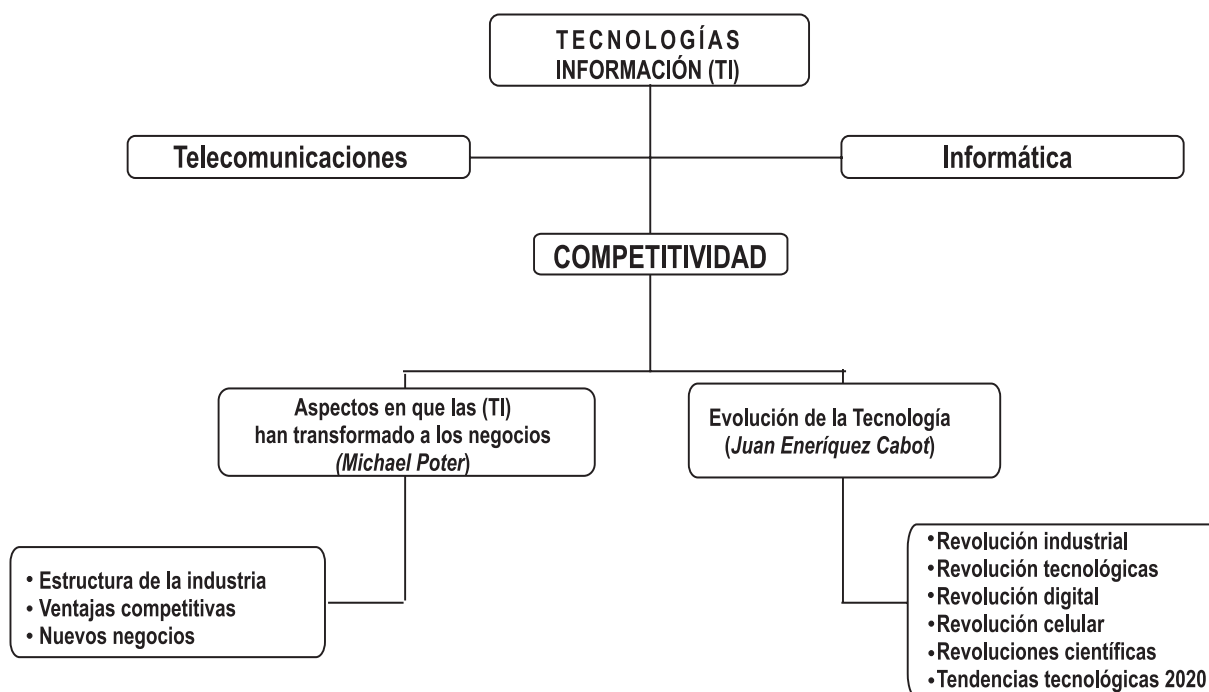 TECNOLOGÍAS
INFORMACIÓN (TI)
Telecomunicaciones
Informática
COMPETITIVIDAD
Aspectos en que las (TI)
han transformado a los negocios
(Michael Poter)
Evolución de la Tecnología
(Juan Eneríquez Cabot)
• Estructura de la industria
• Ventajas competitivas
• Nuevos negocios
• Revolución industrial
• Revolución tecnológicas
• Revolución digital
• Revolución celular
• Revoluciones científicas
• Tendencias tecnológicas 2020